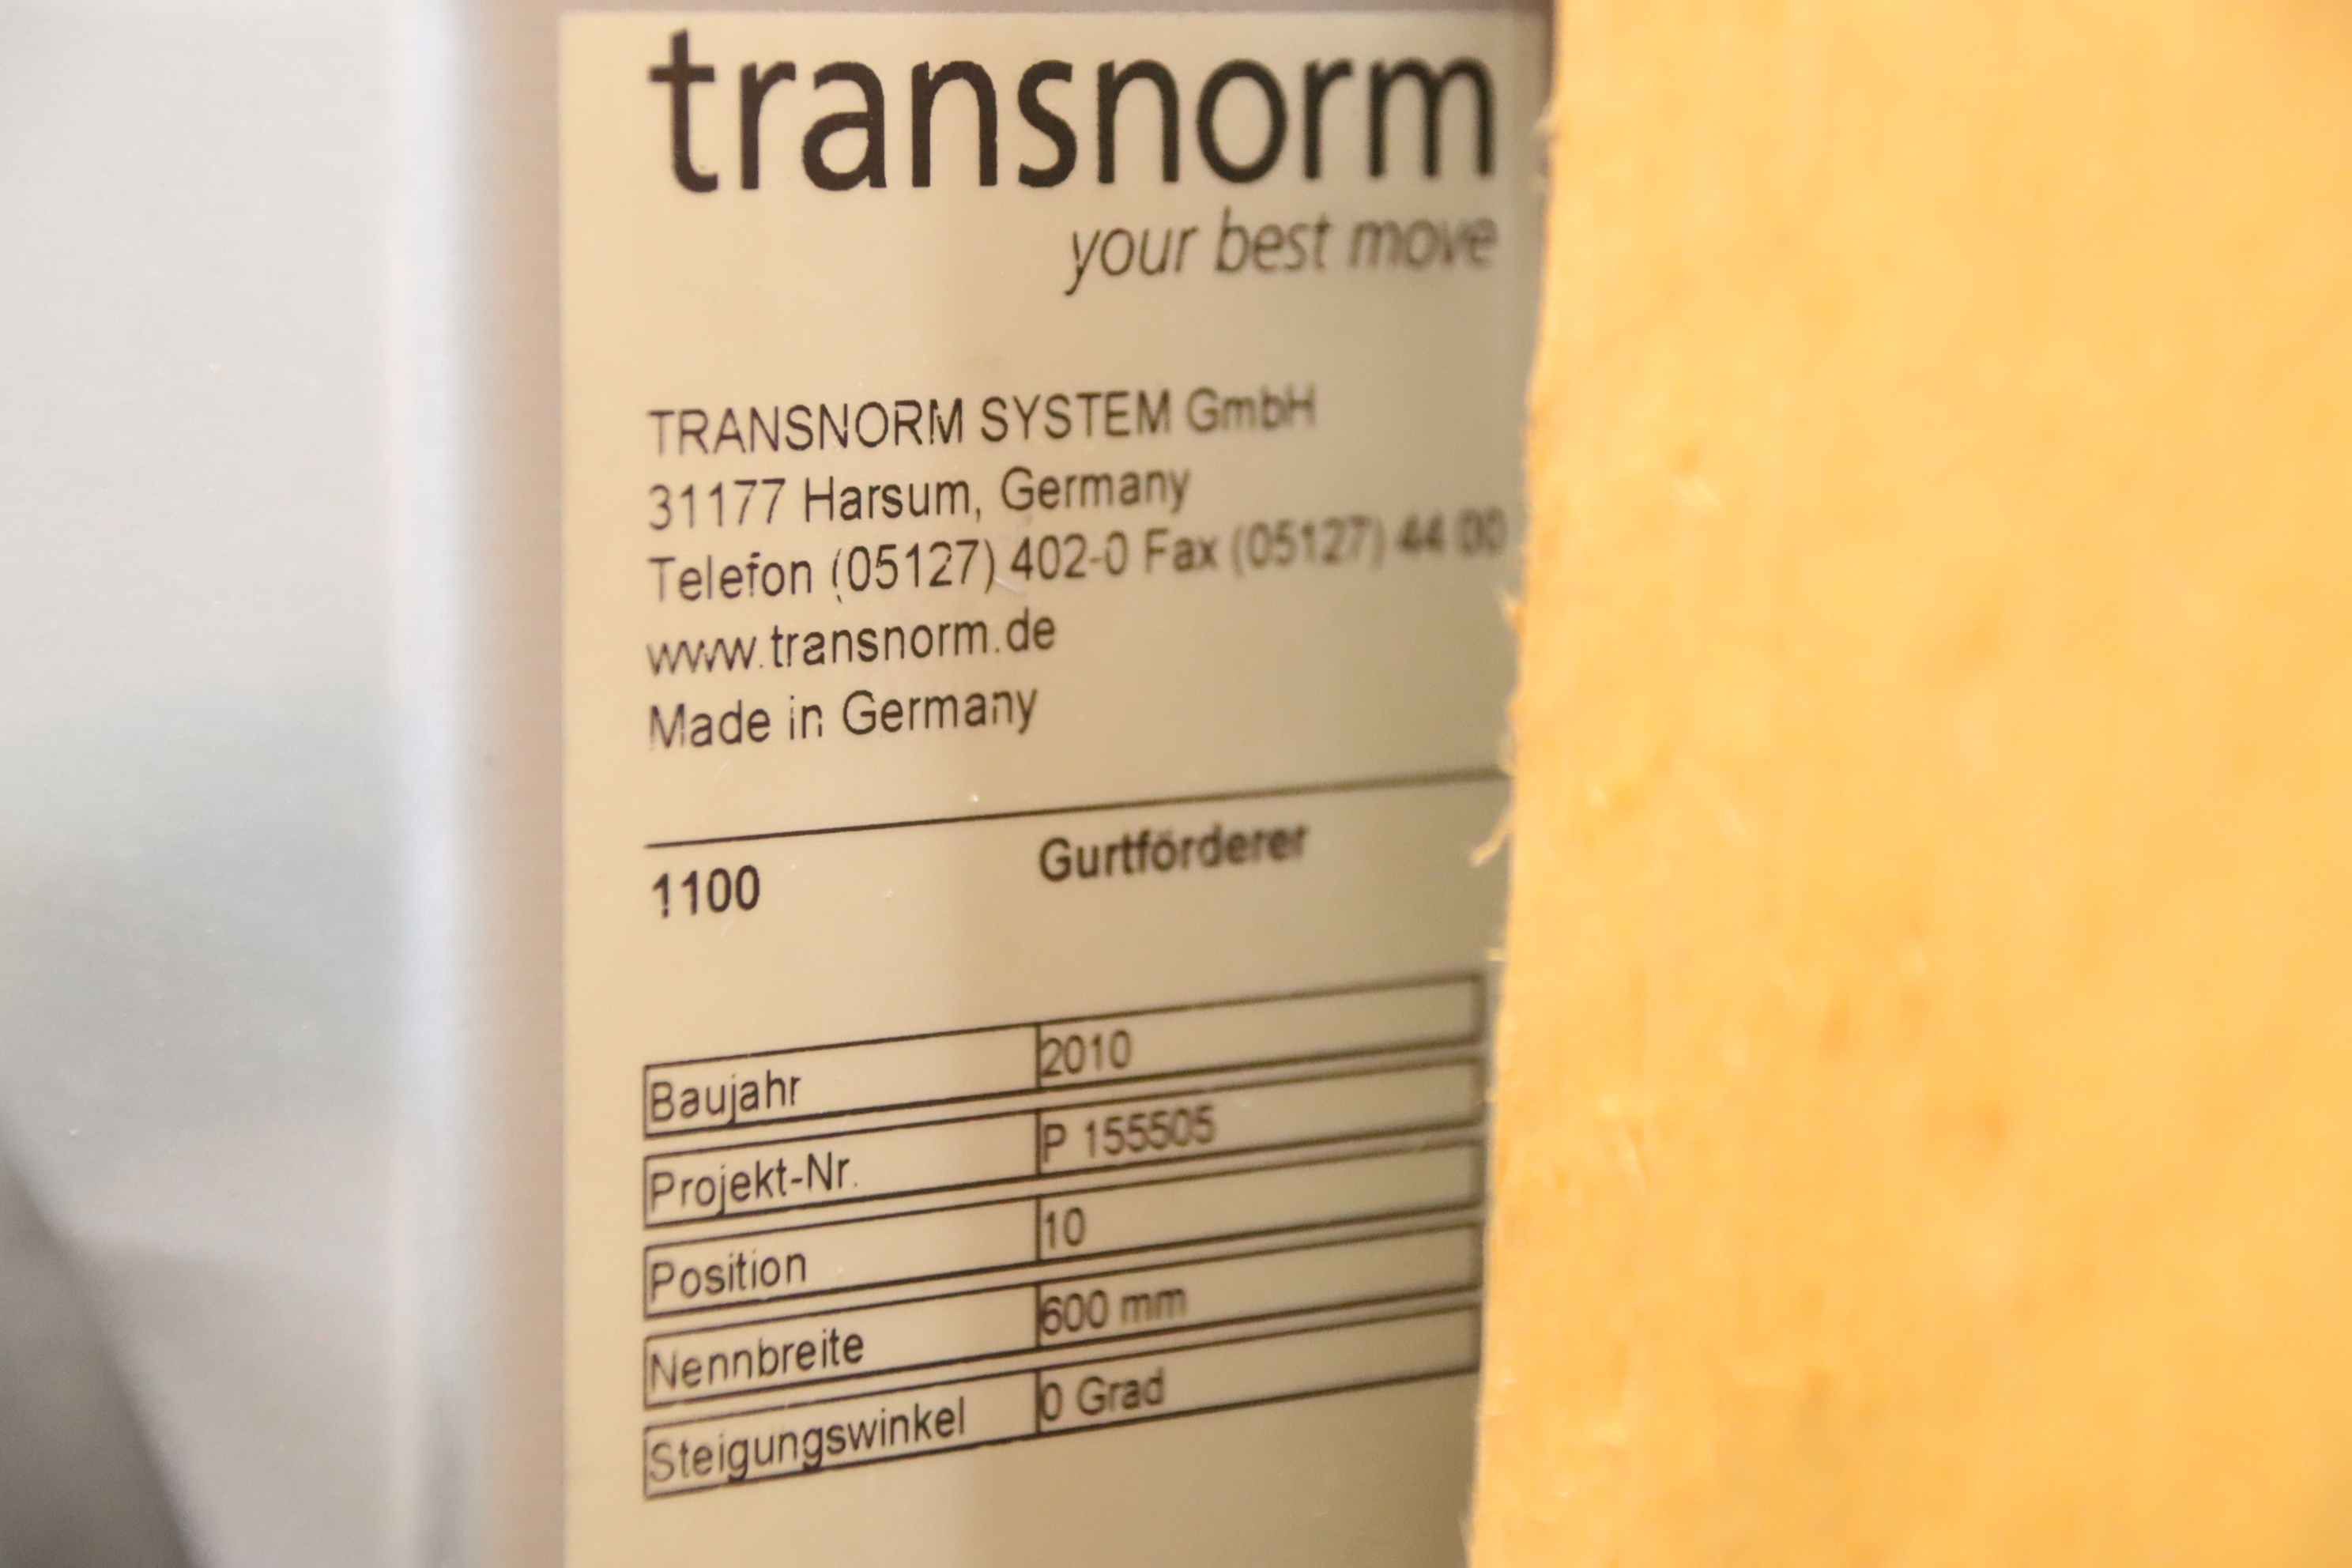 transnorm
your best move
TRANSNORM SYSTEM GmbH
31177 Harsum, Germany
Telefon (05127) 402-0 Fax (05127) 44 00
www.transnorm.de
Made in Germany
1100 Gurtförderer
Baujahr 2010
Projekt-Nr. P 155505
Position 10
Nennbreite 600 mm
Steigungswinkel 0 Grad